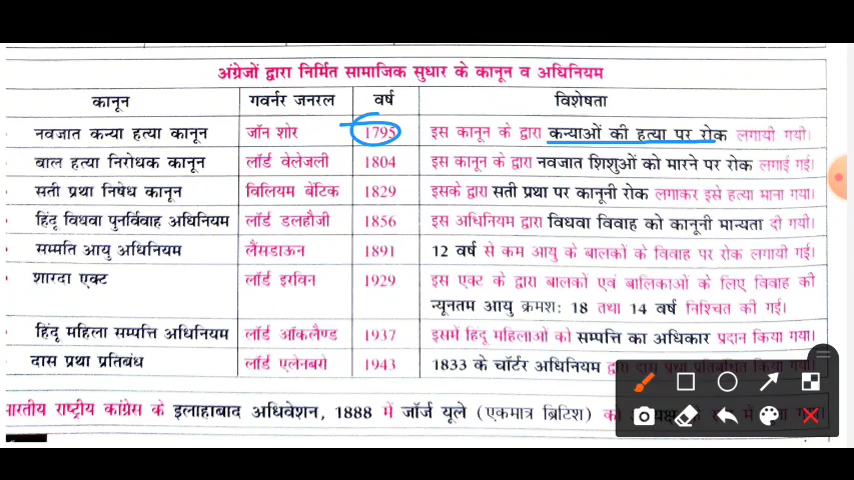 अंग्रेजों द्वारा निर्मित सामाजिक सुधार के कानून व अधिनियम
कानून गवर्नर जनरल वर्ष विशेषता
नवजात कन्या हत्या कानून जॉन शोर 1795 इस कानून के द्वारा कन्याओं की हत्या पर रोक लगायी गयी।
बाल हत्या निरोधक कानून लॉर्ड वेलेजली 1804 इस कानून के द्वारा नवजात शिशुओं को मारने पर रोक लगाई गई।
सती प्रथा निषेध कानून विलियम बेंटिक 1829 इसके द्वारा सती प्रथा पर कानूनी रोक लगाकर इसे हत्या माना गया।
हिंदू विधवा पुनर्विवाह अधिनियम लॉर्ड डलहौजी 1856 इस अधिनियम द्वारा विधवा विवाह को कानूनी मान्यता दी गयी।
सम्मति आयु अधिनियम लैंसडाऊन 1891 12 वर्ष से कम आयु के बालकों के विवाह पर रोक लगायी गई।
शारदा एक्ट लॉर्ड इरविन 1929 इस एक्ट के द्वारा बालकों एवं बालिकाओं के लिए विवाह की
न्यूनतम आयु क्रमश: 18 तथा 14 वर्ष निश्चित की गई।
हिंदू महिला सम्पत्ति अधिनियम लॉर्ड ऑकलैण्ड 1937 इसमें हिदू महिलाओं को सम्पत्ति का अधिकार प्रदान किया गया।
दास प्रथा प्रतिबंध लॉर्ड एलेनबरो 1943 1833 के चॉर्टर अधिनियम द्वारा दास प्रथा प्रतिबंधित किया गया।
भारतीय राष्ट्रीय कांग्रेस के इलाहाबाद अधिवेशन, 1888 में जॉर्ज यूले (एकमात्र ब्रिटिश) को